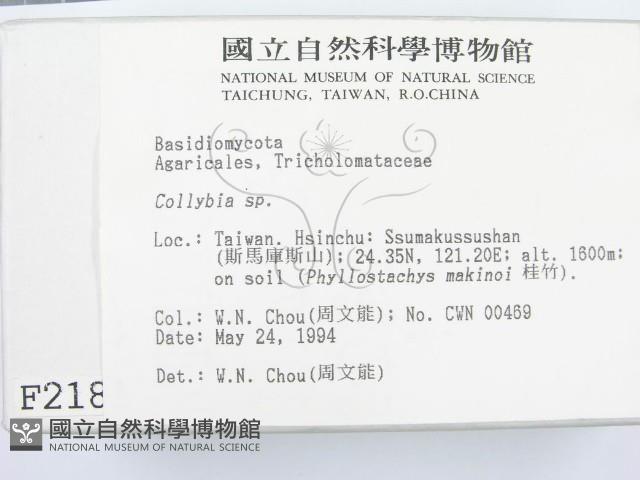 國立自然科學博物館
NATIONAL MUSEUM OF NATURAL SCIENCE
TAICHUNG, TAIWAN, R.O.CHINA
Basidiomycota
Agaricales, Tricholomataceae
Collybia sp.
Loc.: Taiwan. Hsinchu: Ssumakussushan
(斯馬庫斯山); 24.35N, 121.20E; alt. 1600m;
on soil (Phyllostachys makinoi 桂竹).
Col.: W.N. Chou(周文能); No. CWN 00469
Date: May 24, 1994
Det.: W.N. Chou(周文能)
F218
國立自然科學博物館
NATIONAL MUSEUM OF NATURAL SCIENCE